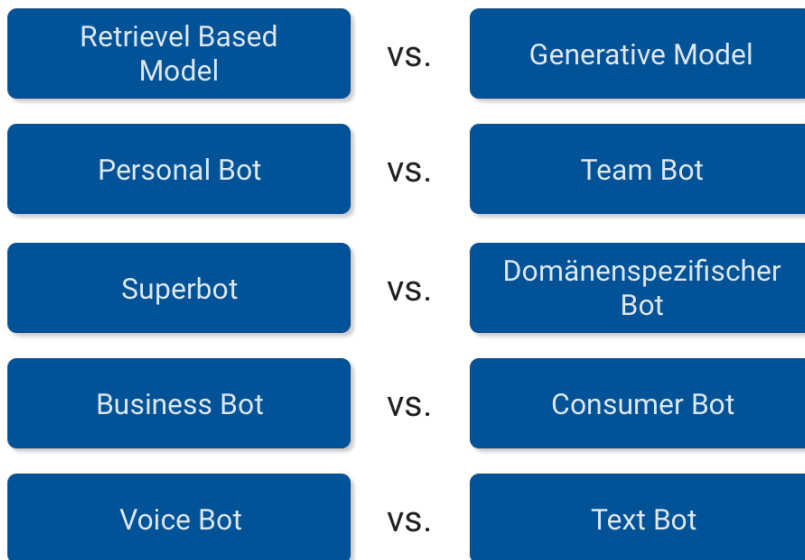 Retrievel Based
Model
vs.
Generative Model
Personal Bot
vs.
Team Bot
Superbot
vs.
Domänenspezifischer
Bot
Business Bot
vs.
Consumer Bot
Voice Bot
vs.
Text Bot